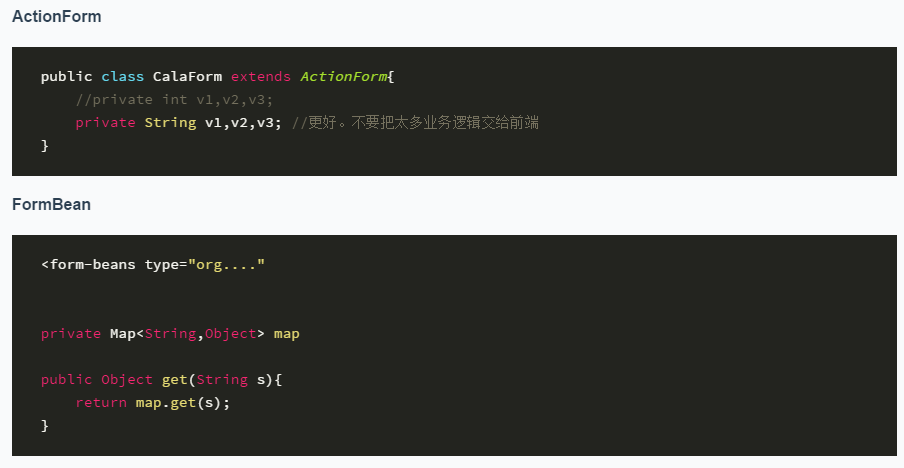 ActionForm
public class CalaForm extends ActionForm{
    //private int v1,v2,v3;
    private String v1,v2,v3; //更好。不要把太多业务逻辑交给前端
}
FormBean
<form-beans type="org...."
private Map<String,Object> map
public Object get(String s){
    return map.get(s);
}